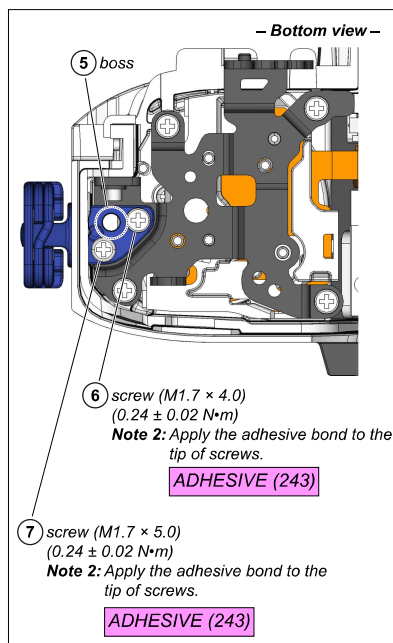 – Bottom view –
5 boss
6 screw (M1.7 × 4.0)
(0.24 ± 0.02 N•m)
Note 2: Apply the adhesive bond to the
tip of screws.
ADHESIVE (243)
7 screw (M1.7 × 5.0)
(0.24 ± 0.02 N•m)
Note 2: Apply the adhesive bond to the
tip of screws.
ADHESIVE (243)